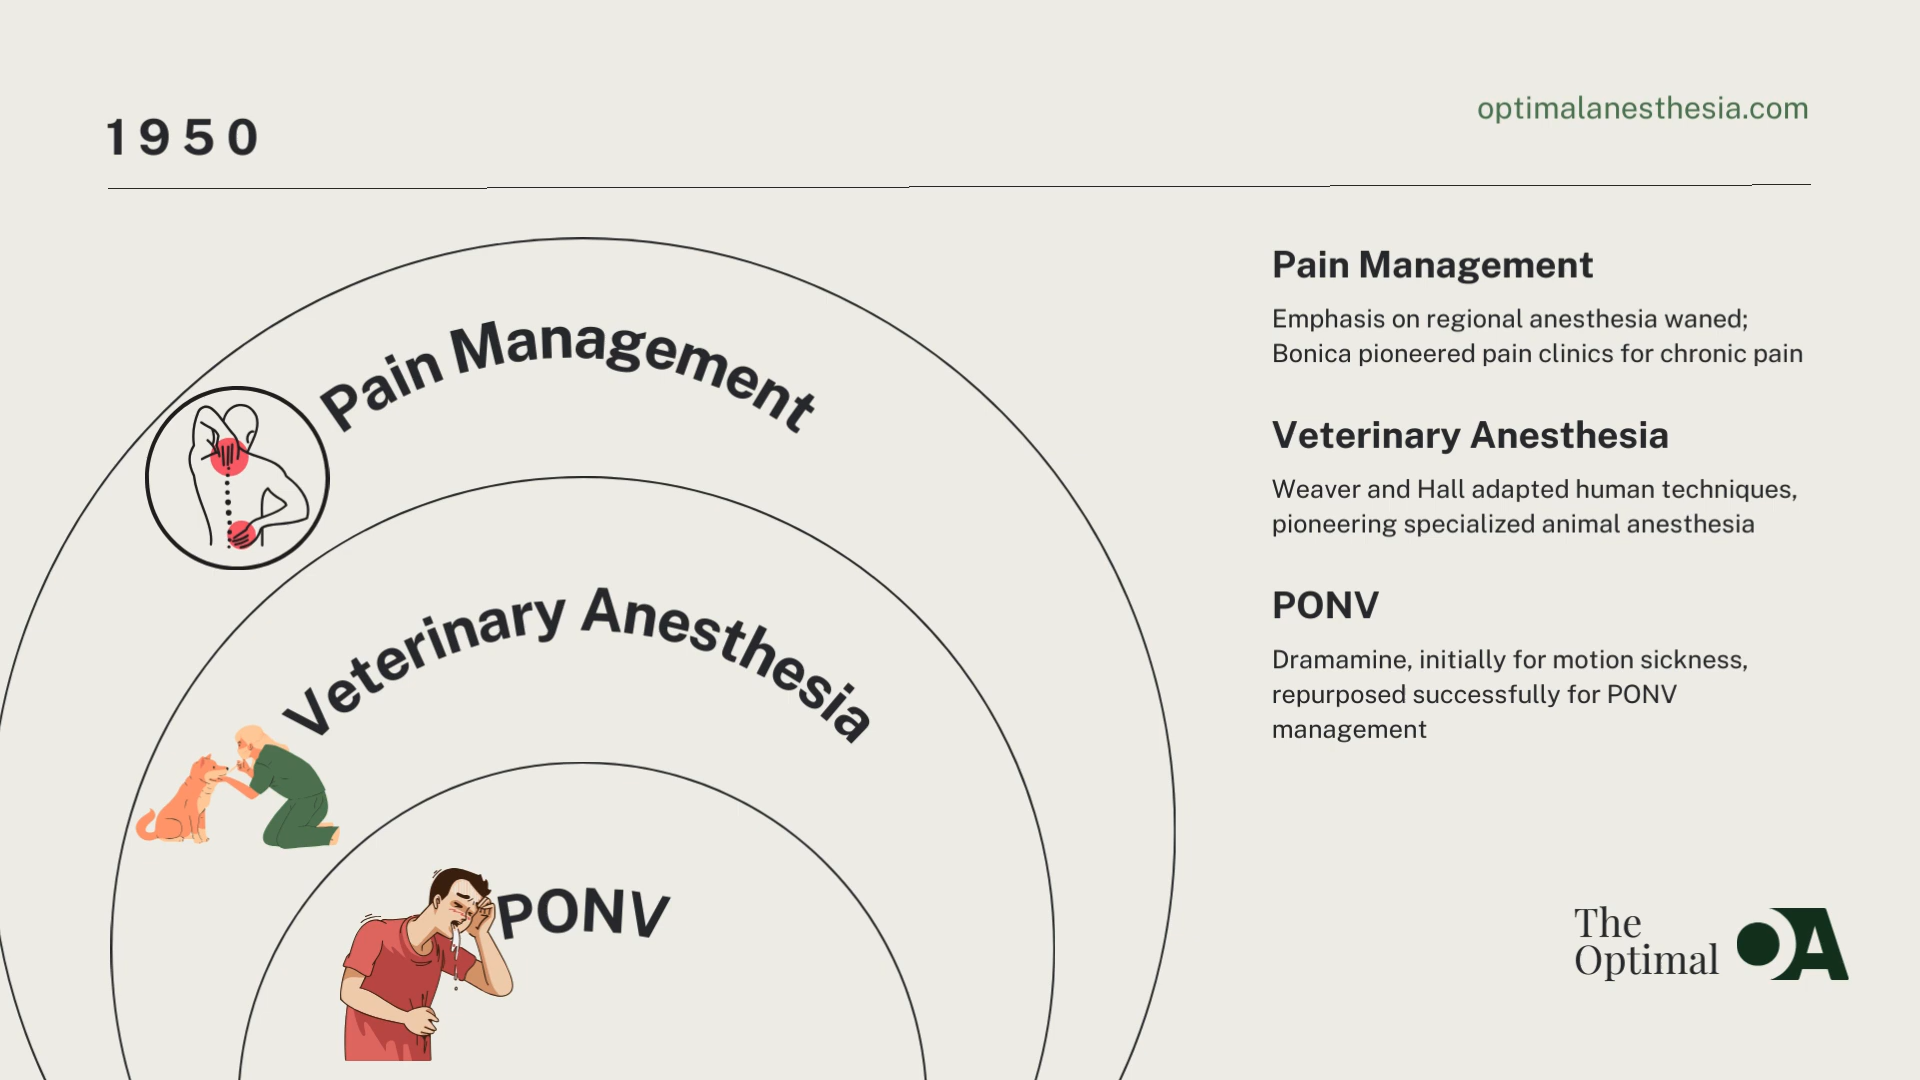 1950
optimalanesthesia.com
Pain Management
Veterinary Anesthesia
PONV
Pain Management
Emphasis on regional anesthesia waned;
Bonica pioneered pain clinics for chronic pain
Veterinary Anesthesia
Weaver and Hall adapted human techniques,
pioneering specialized animal anesthesia
PONV
Dramamine, initially for motion sickness,
repurposed successfully for PONV
management
The
Optimal
OA